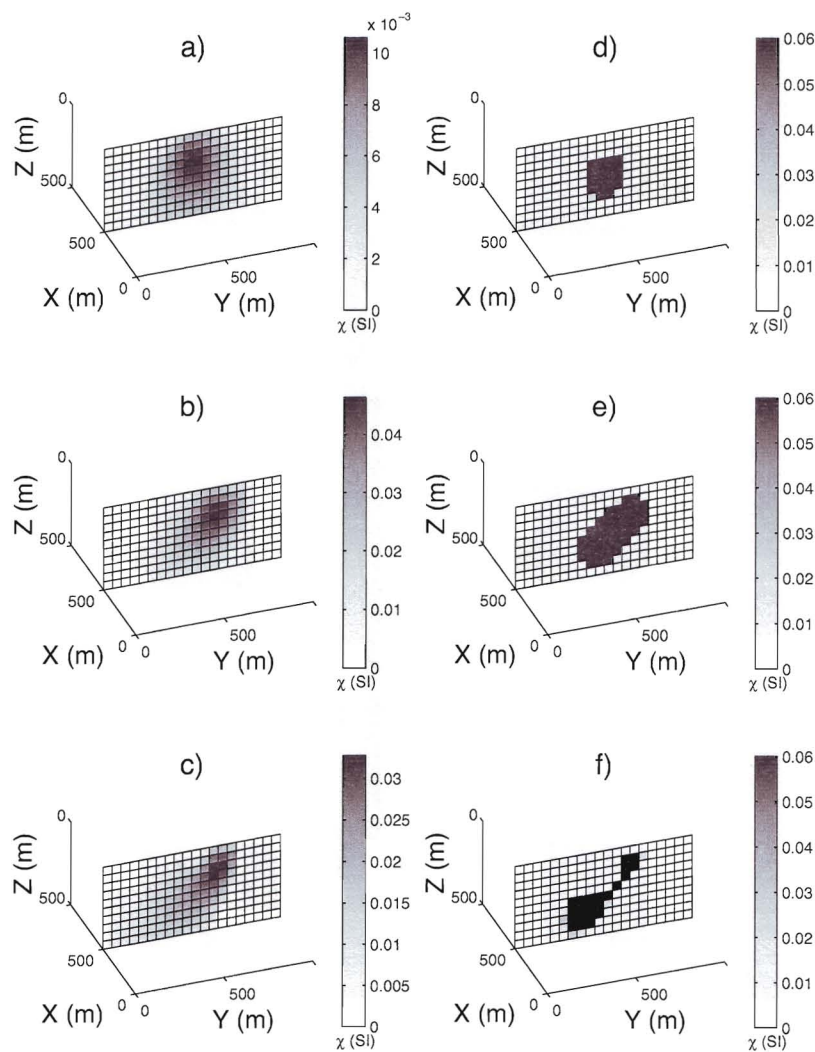 a)
x 10⁻³
10
8
6
4
2
0
χ (SI)
0
Z (m)
500
500
X (m)
0
0
500
Y (m)
d)
0.06
0.05
0.04
0.03
0.02
0.01
0
χ (SI)
0
Z (m)
500
500
X (m)
0
0
500
Y (m)
b)
0.04
0.03
0.02
0.01
0
χ (SI)
0
Z (m)
500
500
X (m)
0
0
500
Y (m)
e)
0.06
0.05
0.04
0.03
0.02
0.01
0
χ (SI)
0
Z (m)
500
500
X (m)
0
0
500
Y (m)
c)
0.03
0.025
0.02
0.015
0.01
0.005
0
χ (SI)
0
Z (m)
500
500
X (m)
0
0
500
Y (m)
f)
0.06
0.05
0.04
0.03
0.02
0.01
0
χ (SI)
0
Z (m)
500
500
X (m)
0
0
500
Y (m)